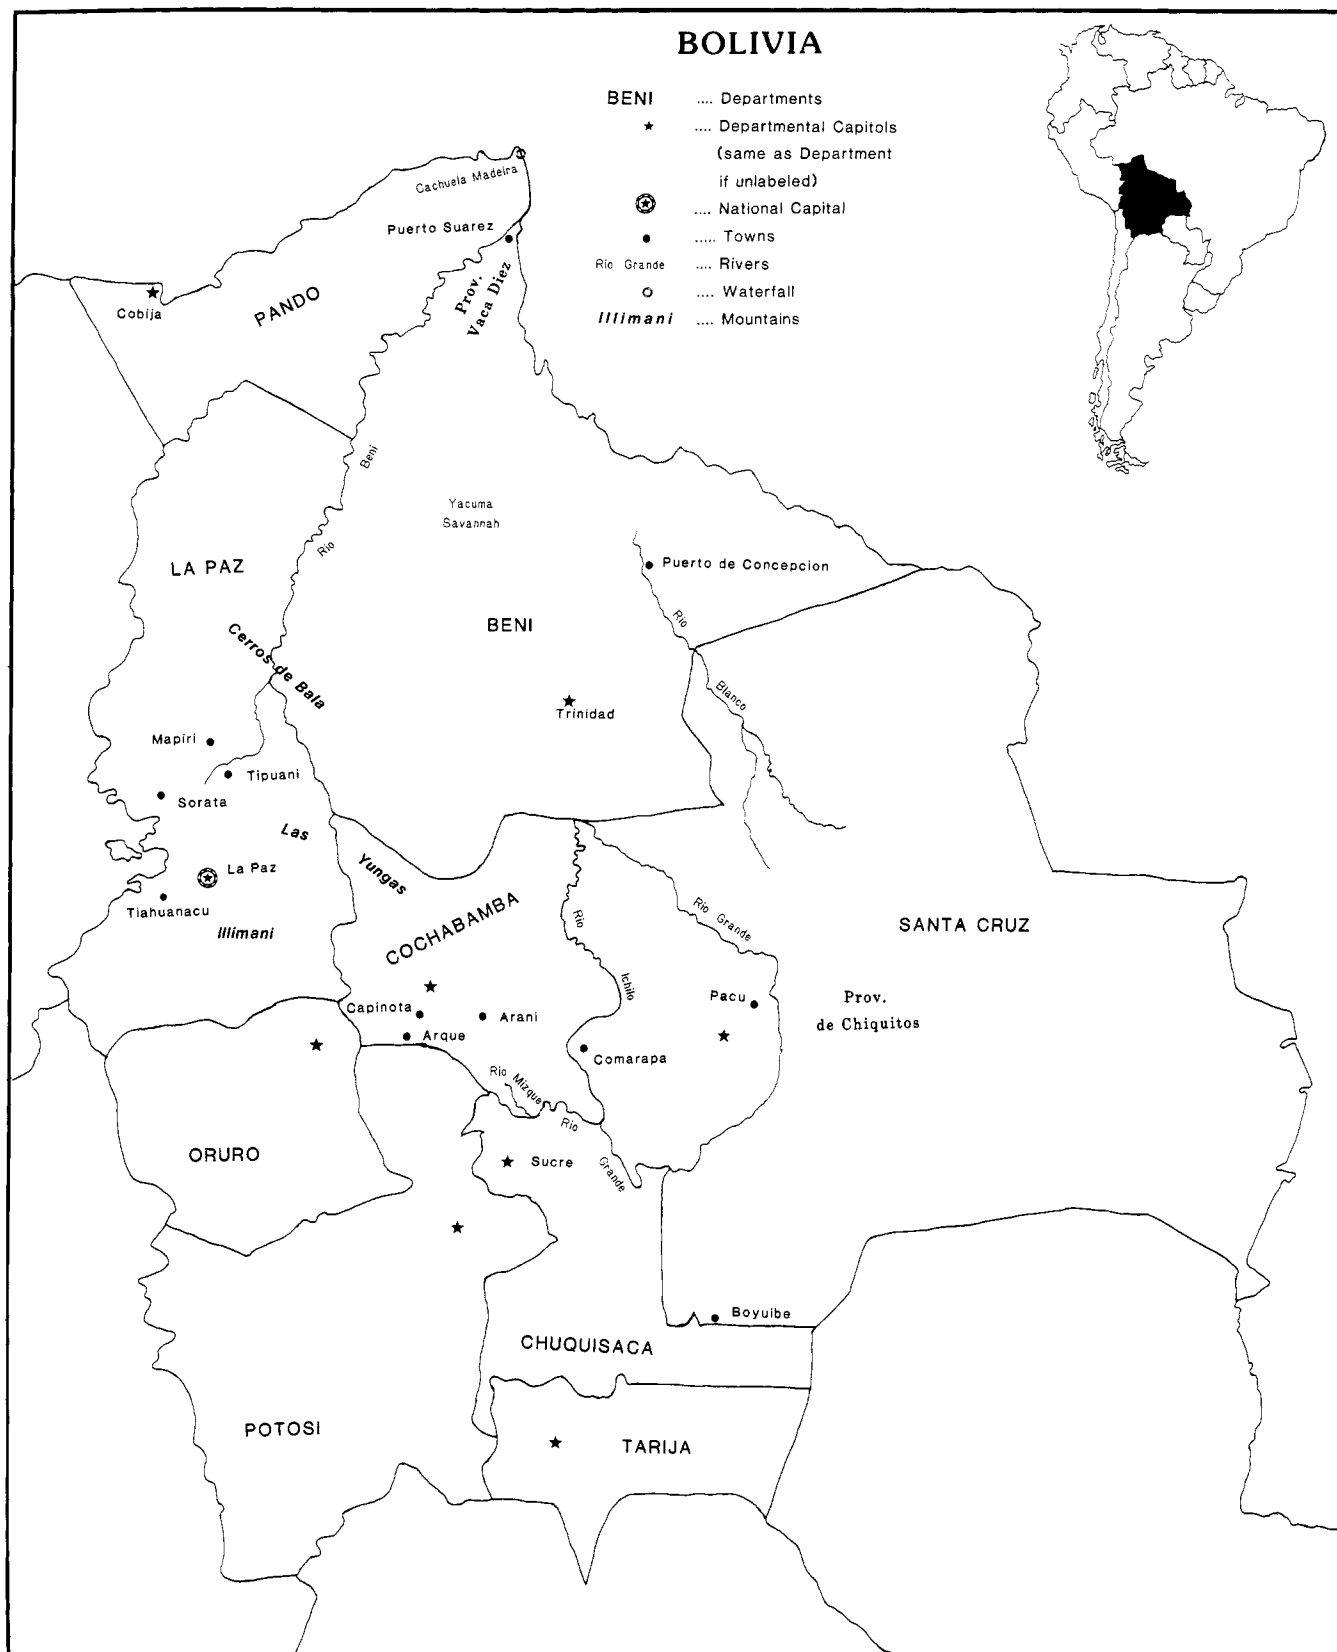 BOLIVIA
BENI .... Departments
★ .... Departmental Capitols
(same as Department
if unlabeled)
.... National Capital
● ..... Towns
Rio Grande .... Rivers
.... Waterfall
Illimani .... Mountains
Cachuela Madeira
Puerto Suarez
Prov.
Vaca Diez
Cobija
PANDO
Beni
Rio
Yacuma
Savannah
LA PAZ
Puerto de Concepcion
Rio
BENI
Cerros de Bala
Blanco
Trinidad
Mapiri
Tipuani
Sorata
Las
Yungas
La Paz
Tiahuanacu
Illimani
COCHABAMBA
Rio
Rio Grande
SANTA CRUZ
Ichilo
Pacu
Prov.
de Chiquitos
Capinota
Arani
Arque
Comarapa
Rio Mizque
Rio
Grande
ORURO
Sucre
Boyuibe
CHUQUISACA
POTOSI
TARIJA